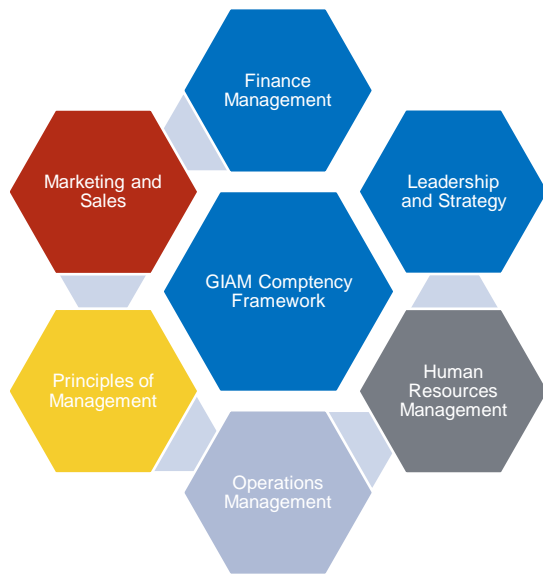 Finance
Management
Marketing and
Sales
Leadership
and Strategy
GIAM Comptency
Framework
Principles of
Management
Human
Resources
Management
Operations
Management